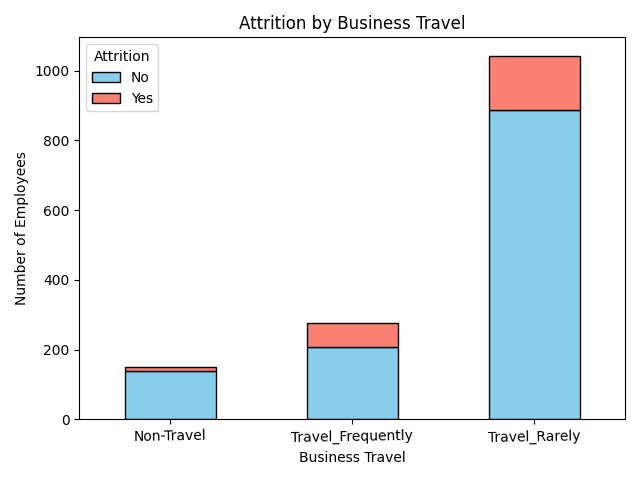 Attrition by Business Travel
Attrition
No
Yes
Number of Employees
1000
800
600
400
200
0
Non-Travel
Travel_Frequently
Travel_Rarely
Business Travel